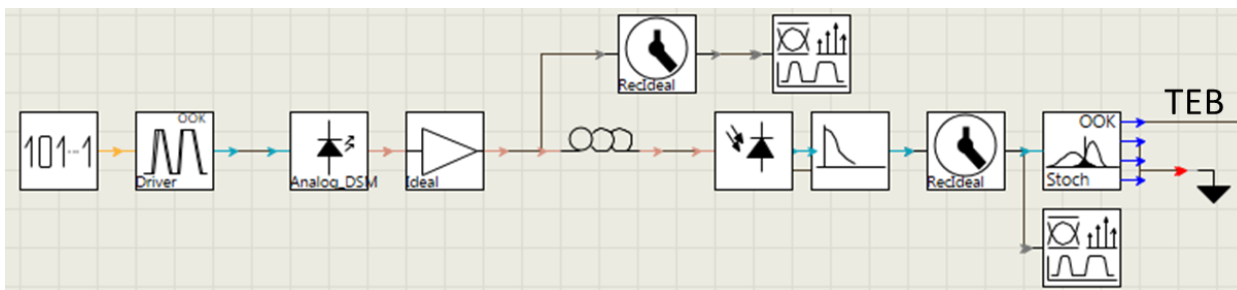 RecIdeal
TEB
101...1
OOK
Driver
Analog_DSM
Ideal
RecIdeal
OOK
Stoch